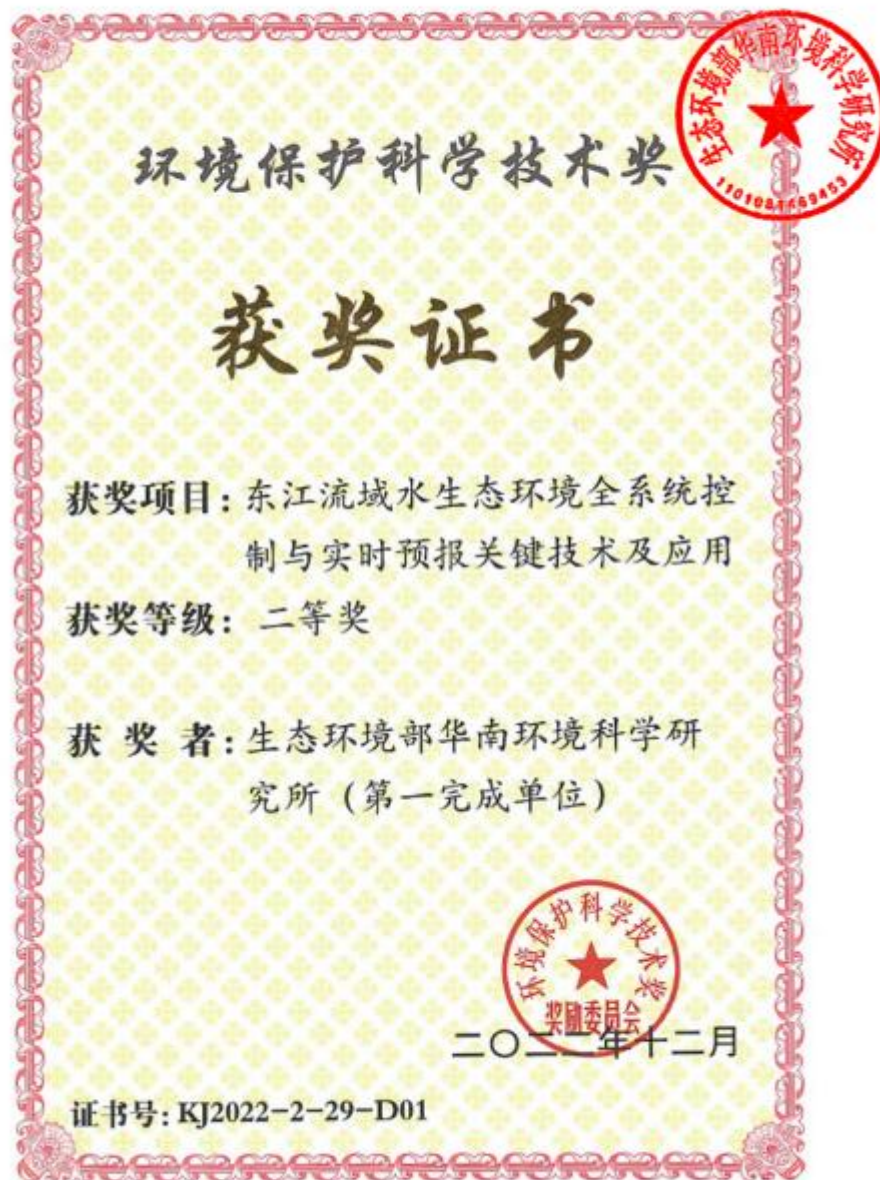 生态环境部华南环境科学研究所
环境保护科学技术奖
获奖证书
获奖项目：东江流域水生态环境全系统控
制与实时预报关键技术及应用
获奖等级：二等奖
获 奖 者：生态环境部华南环境科学研
究所（第一完成单位）
环境保护科学技术奖
奖励委员会
二〇二二年十二月
证书号：KJ2022-2-29-D01